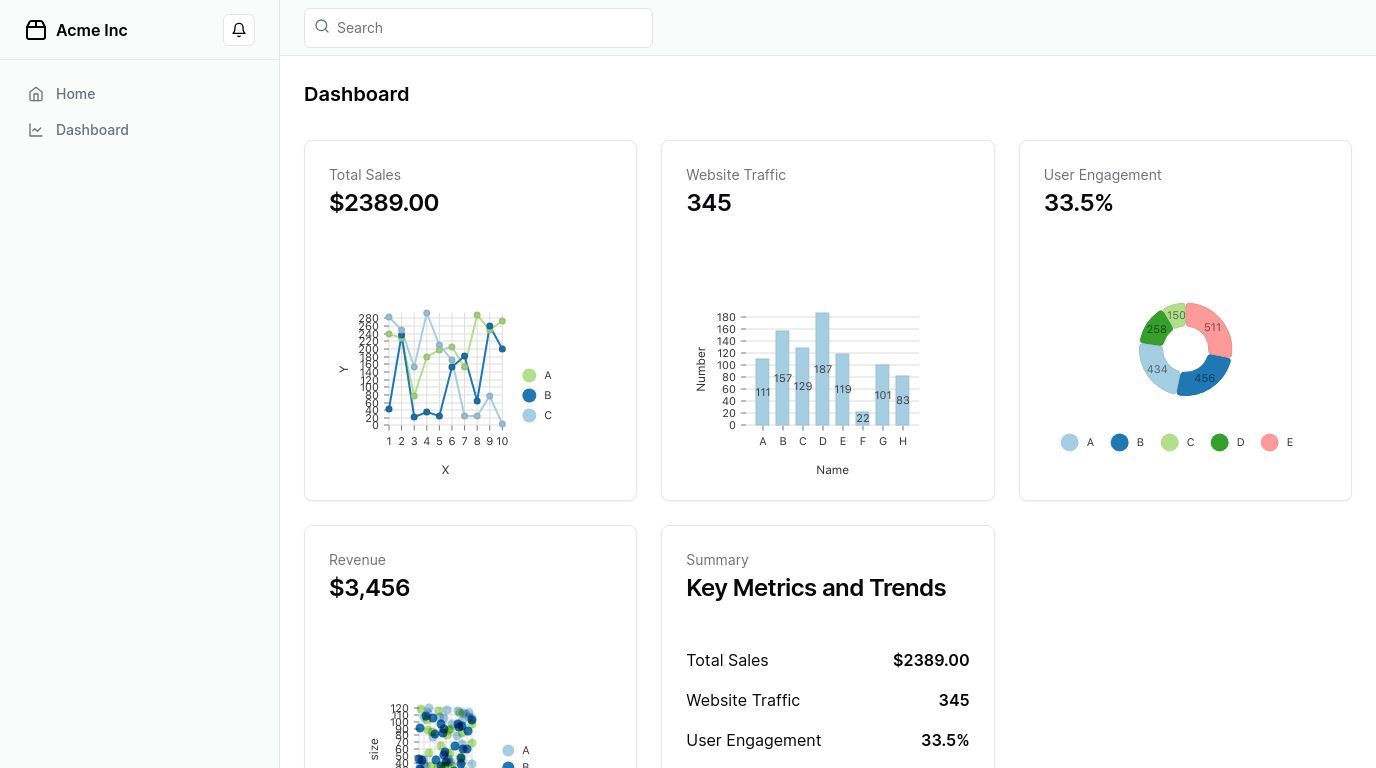 Acme Inc
Search
Home
Dashboard
Dashboard
Total Sales
$2389.00
280
260
240
220
200
180
160
140
120
100
80
60
40
20
0
Y
1 2 3 4 5 6 7 8 9 10
X
A
B
C
Website Traffic
345
180
160
140
120
100
80
60
40
20
0
Number
111 157 129 187 119 22 101 83
A B C D E F G H
Name
User Engagement
33.5%
150
511
258
434
456
A B C D E
Revenue
$3,456
120
110
100
90
80
70
60
50
40
size
A
B
Summary
Key Metrics and Trends
Total Sales $2389.00
Website Traffic 345
User Engagement 33.5%